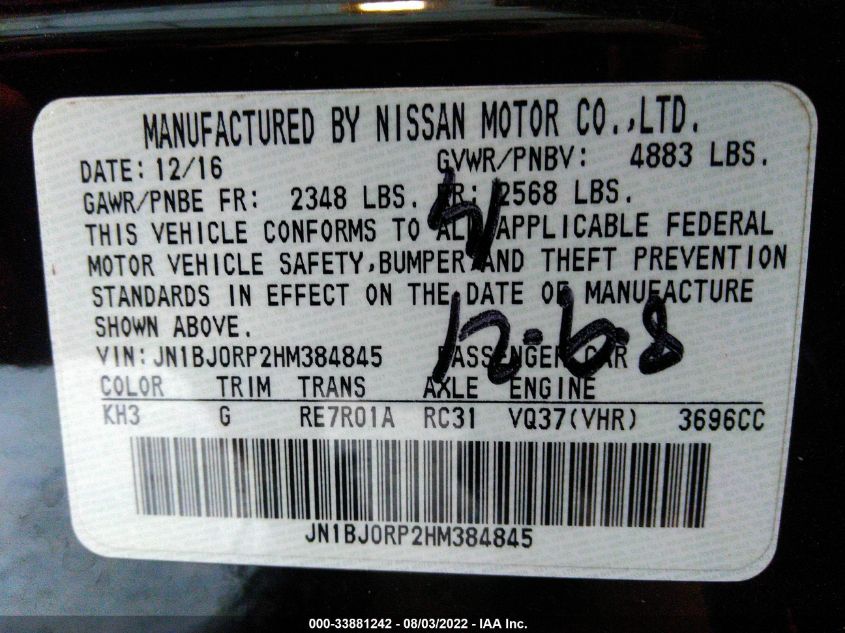 MANUFACTURED BY NISSAN MOTOR CO.,LTD.
DATE: 12/16 GVWR/PNBV: 4883 LBS.
GAWR/PNBE FR: 2348 LBS. RR: 2568 LBS.
THIS VEHICLE CONFORMS TO ALL APPLICABLE FEDERAL
MOTOR VEHICLE SAFETY,BUMPER AND THEFT PREVENTION
STANDARDS IN EFFECT ON THE DATE OF MANUFACTURE
SHOWN ABOVE.
12-6-8
VIN: JN1BJ0RP2HM384845 PASSENGER CAR
COLOR TRIM TRANS AXLE ENGINE
KH3 G RE7R01A RC31 VQ37(VHR) 3696CC
JN1BJ0RP2HM384845
000-33881242 - 08/03/2022 - IAA Inc.